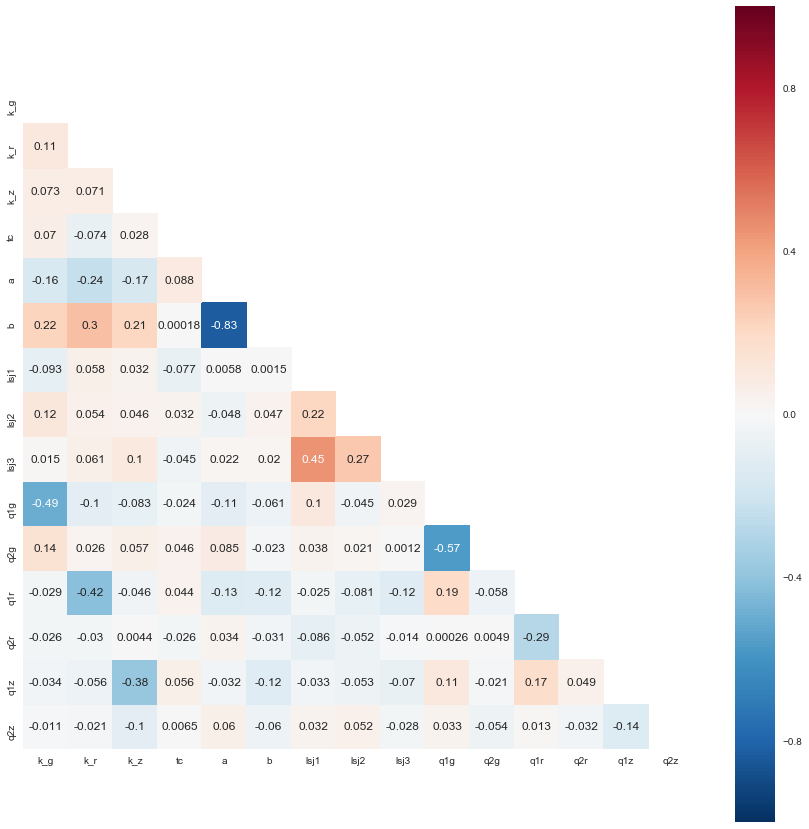 k_g
k_r 0.11
k_z 0.073 0.071
tc 0.07 -0.074 0.028
a -0.16 -0.24 -0.17 0.088
b 0.22 0.3 0.21 0.00018 -0.83
lsj1 -0.093 0.058 0.032 -0.077 0.0058 0.0015
lsj2 0.12 0.054 0.046 0.032 -0.048 0.047 0.22
lsj3 0.015 0.061 0.1 -0.045 0.022 0.02 0.45 0.27
q1g -0.49 -0.1 -0.083 -0.024 -0.11 -0.061 0.1 -0.045 0.029
q2g 0.14 0.026 0.057 0.046 0.085 -0.023 0.038 0.021 0.0012 -0.57
q1r -0.029 -0.42 -0.046 0.044 -0.13 -0.12 -0.025 -0.081 -0.12 0.19 -0.058
q2r -0.026 -0.03 0.0044 -0.026 0.034 -0.031 -0.086 -0.052 -0.014 0.00026 0.0049 -0.29
q1z -0.034 -0.056 -0.38 0.056 -0.032 -0.12 -0.033 -0.053 -0.07 0.11 -0.021 0.17 0.049
q2z -0.011 -0.021 -0.1 0.0065 0.06 -0.06 0.032 0.052 -0.028 0.033 -0.054 0.013 -0.032 -0.14
k_g k_r k_z tc a b lsj1 lsj2 lsj3 q1g q2g q1r q2r q1z q2z
0.8
0.4
0.0
−0.4
−0.8